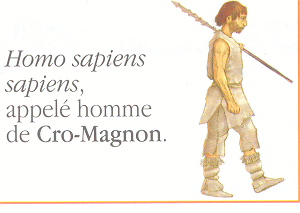 Homo sapiens
sapiens,
appelé homme
de Cro-Magnon.